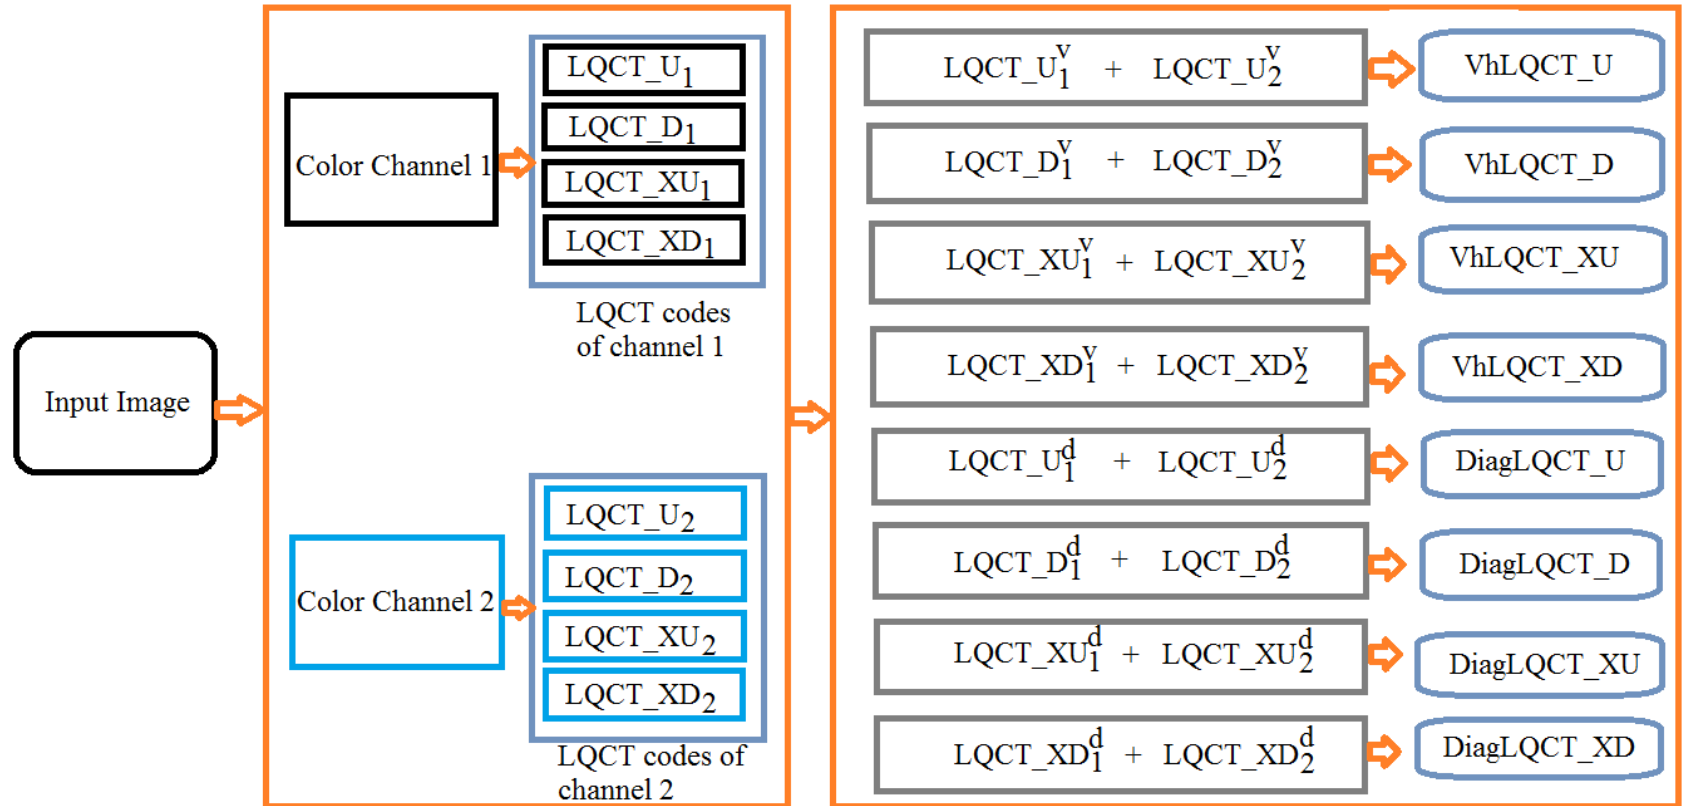 Input Image
Color Channel 1
LQCT_U₁
LQCT_D₁
LQCT_XU₁
LQCT_XD₁
LQCT codes
of channel 1
Color Channel 2
LQCT_U₂
LQCT_D₂
LQCT_XU₂
LQCT_XD₂
LQCT codes of
channel 2
LQCT_U₁ᵛ + LQCT_U₂ᵛ
VhLQCT_U
LQCT_D₁ᵛ + LQCT_D₂ᵛ
VhLQCT_D
LQCT_XU₁ᵛ + LQCT_XU₂ᵛ
VhLQCT_XU
LQCT_XD₁ᵛ + LQCT_XD₂ᵛ
VhLQCT_XD
LQCT_U₁ᵈ + LQCT_U₂ᵈ
DiagLQCT_U
LQCT_D₁ᵈ + LQCT_D₂ᵈ
DiagLQCT_D
LQCT_XU₁ᵈ + LQCT_XU₂ᵈ
DiagLQCT_XU
LQCT_XD₁ᵈ + LQCT_XD₂ᵈ
DiagLQCT_XD